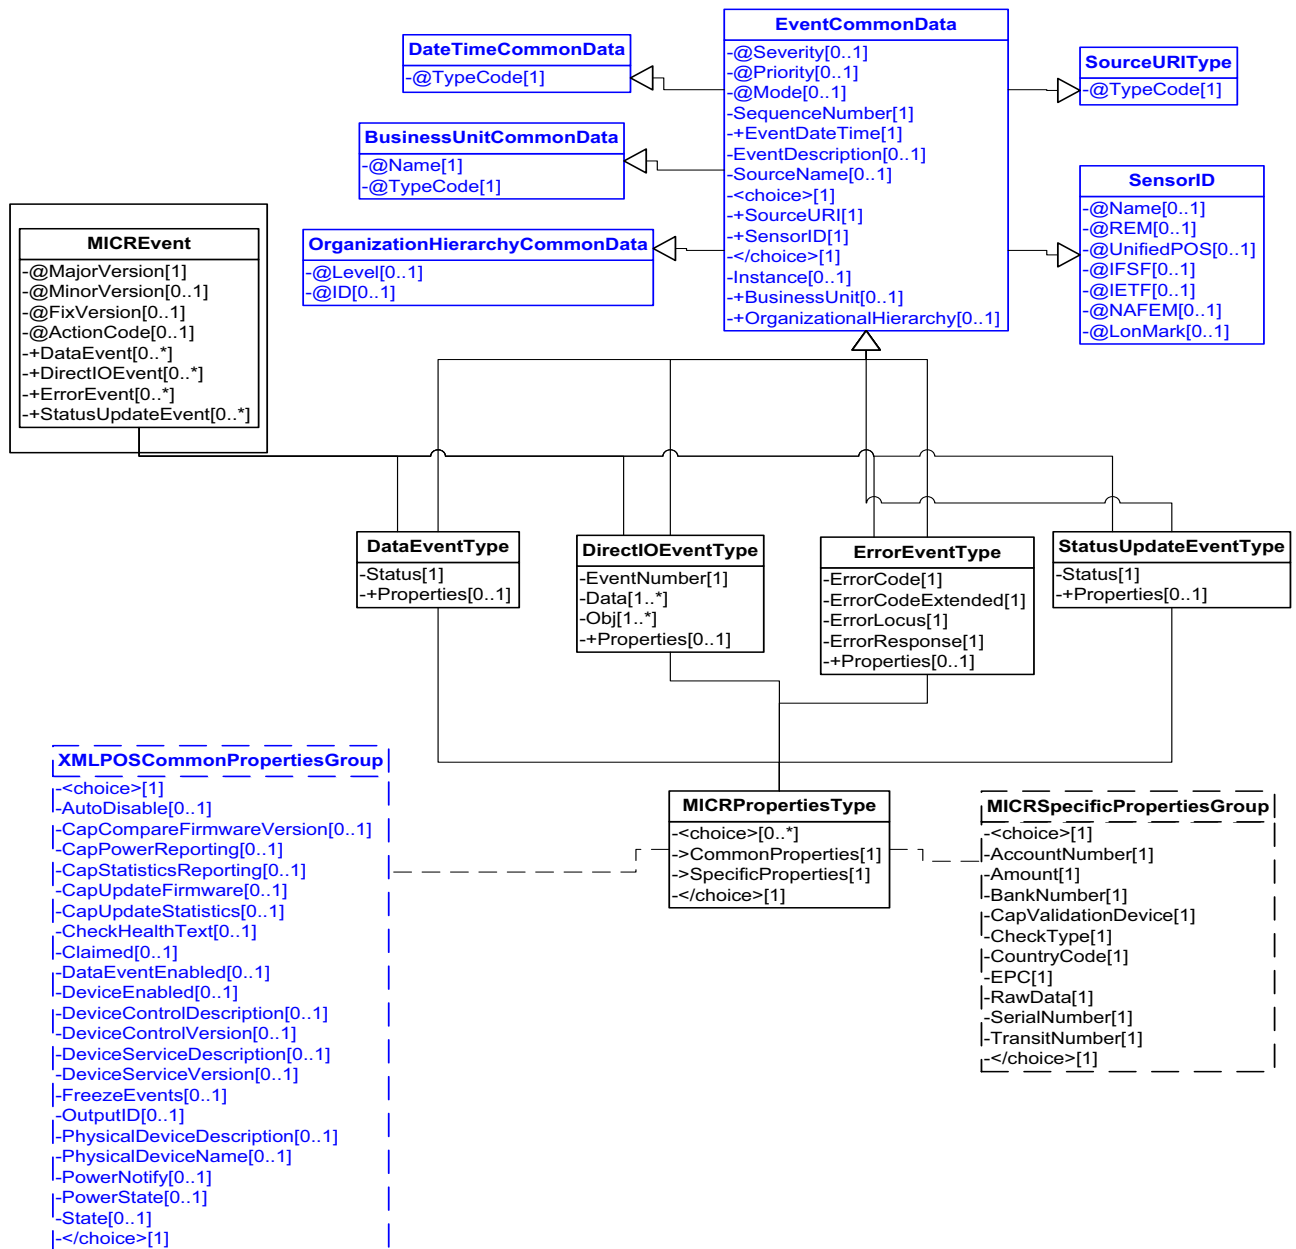 EventCommonData
-@Severity[0..1]
-@Priority[0..1]
-@Mode[0..1]
-SequenceNumber[1]
-+EventDateTime[1]
-EventDescription[0..1]
-SourceName[0..1]
-<choice>[1]
-+SourceURI[1]
-+SensorID[1]
-</choice>[1]
-Instance[0..1]
-+BusinessUnit[0..1]
-+OrganizationalHierarchy[0..1]
DateTimeCommonData
-@TypeCode[1]
SourceURIType
-@TypeCode[1]
BusinessUnitCommonData
-@Name[1]
-@TypeCode[1]
SensorID
-@Name[0..1]
-@REM[0..1]
-@UnifiedPOS[0..1]
-@IFSF[0..1]
-@IETF[0..1]
-@NAFEM[0..1]
-@LonMark[0..1]
OrganizationHierarchyCommonData
-@Level[0..1]
-@ID[0..1]
MICREvent
-@MajorVersion[1]
-@MinorVersion[0..1]
-@FixVersion[0..1]
-@ActionCode[0..1]
-+DataEvent[0..*]
-+DirectIOEvent[0..*]
-+ErrorEvent[0..*]
-+StatusUpdateEvent[0..*]
DataEventType
-Status[1]
-+Properties[0..1]
DirectIOEventType
-EventNumber[1]
-Data[1..*]
-Obj[1..*]
-+Properties[0..1]
ErrorEventType
-ErrorCode[1]
-ErrorCodeExtended[1]
-ErrorLocus[1]
-ErrorResponse[1]
-+Properties[0..1]
StatusUpdateEventType
-Status[1]
-+Properties[0..1]
XMLPOSCommonPropertiesGroup
-<choice>[1]
-AutoDisable[0..1]
-CapCompareFirmwareVersion[0..1]
-CapPowerReporting[0..1]
-CapStatisticsReporting[0..1]
-CapUpdateFirmware[0..1]
-CapUpdateStatistics[0..1]
-CheckHealthText[0..1]
-Claimed[0..1]
-DataEventEnabled[0..1]
-DeviceEnabled[0..1]
-DeviceControlDescription[0..1]
-DeviceControlVersion[0..1]
-DeviceServiceDescription[0..1]
-DeviceServiceVersion[0..1]
-FreezeEvents[0..1]
-OutputID[0..1]
-PhysicalDeviceDescription[0..1]
-PhysicalDeviceName[0..1]
-PowerNotify[0..1]
-PowerState[0..1]
-State[0..1]
-</choice>[1]
MICRPropertiesType
-<choice>[0..*]
->CommonProperties[1]
->SpecificProperties[1]
-</choice>[1]
MICRSpecificPropertiesGroup
-<choice>[1]
-AccountNumber[1]
-Amount[1]
-BankNumber[1]
-CapValidationDevice[1]
-CheckType[1]
-CountryCode[1]
-EPC[1]
-RawData[1]
-SerialNumber[1]
-TransitNumber[1]
-</choice>[1]